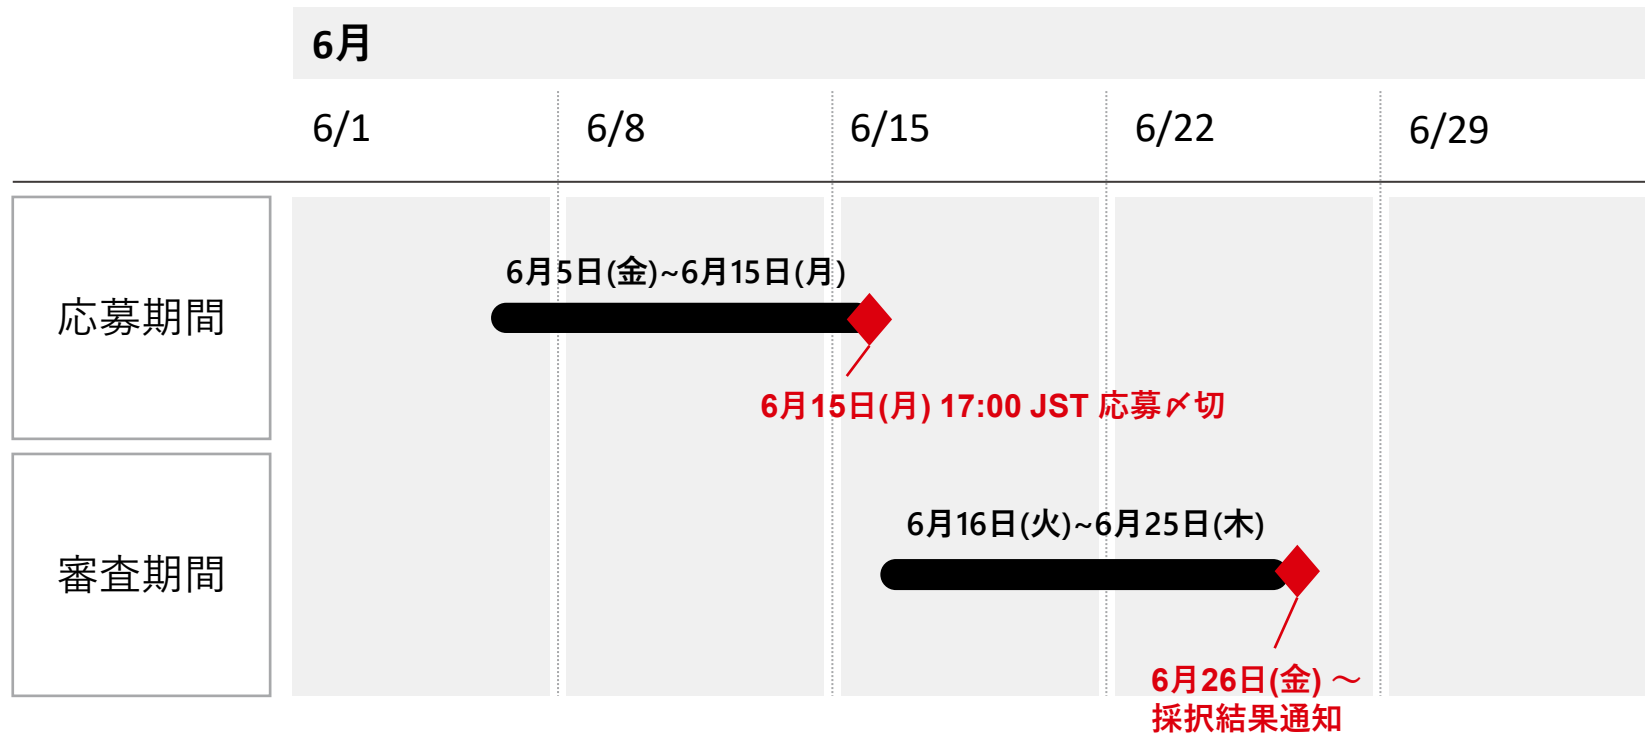 6月
6/1
6/8
6/15
6/22
6/29
応募期間
6月5日(金)~6月15日(月)
6月15日(月) 17:00 JST 応募〆切
審査期間
6月16日(火)~6月25日(木)
6月26日(金) ～
採択結果通知